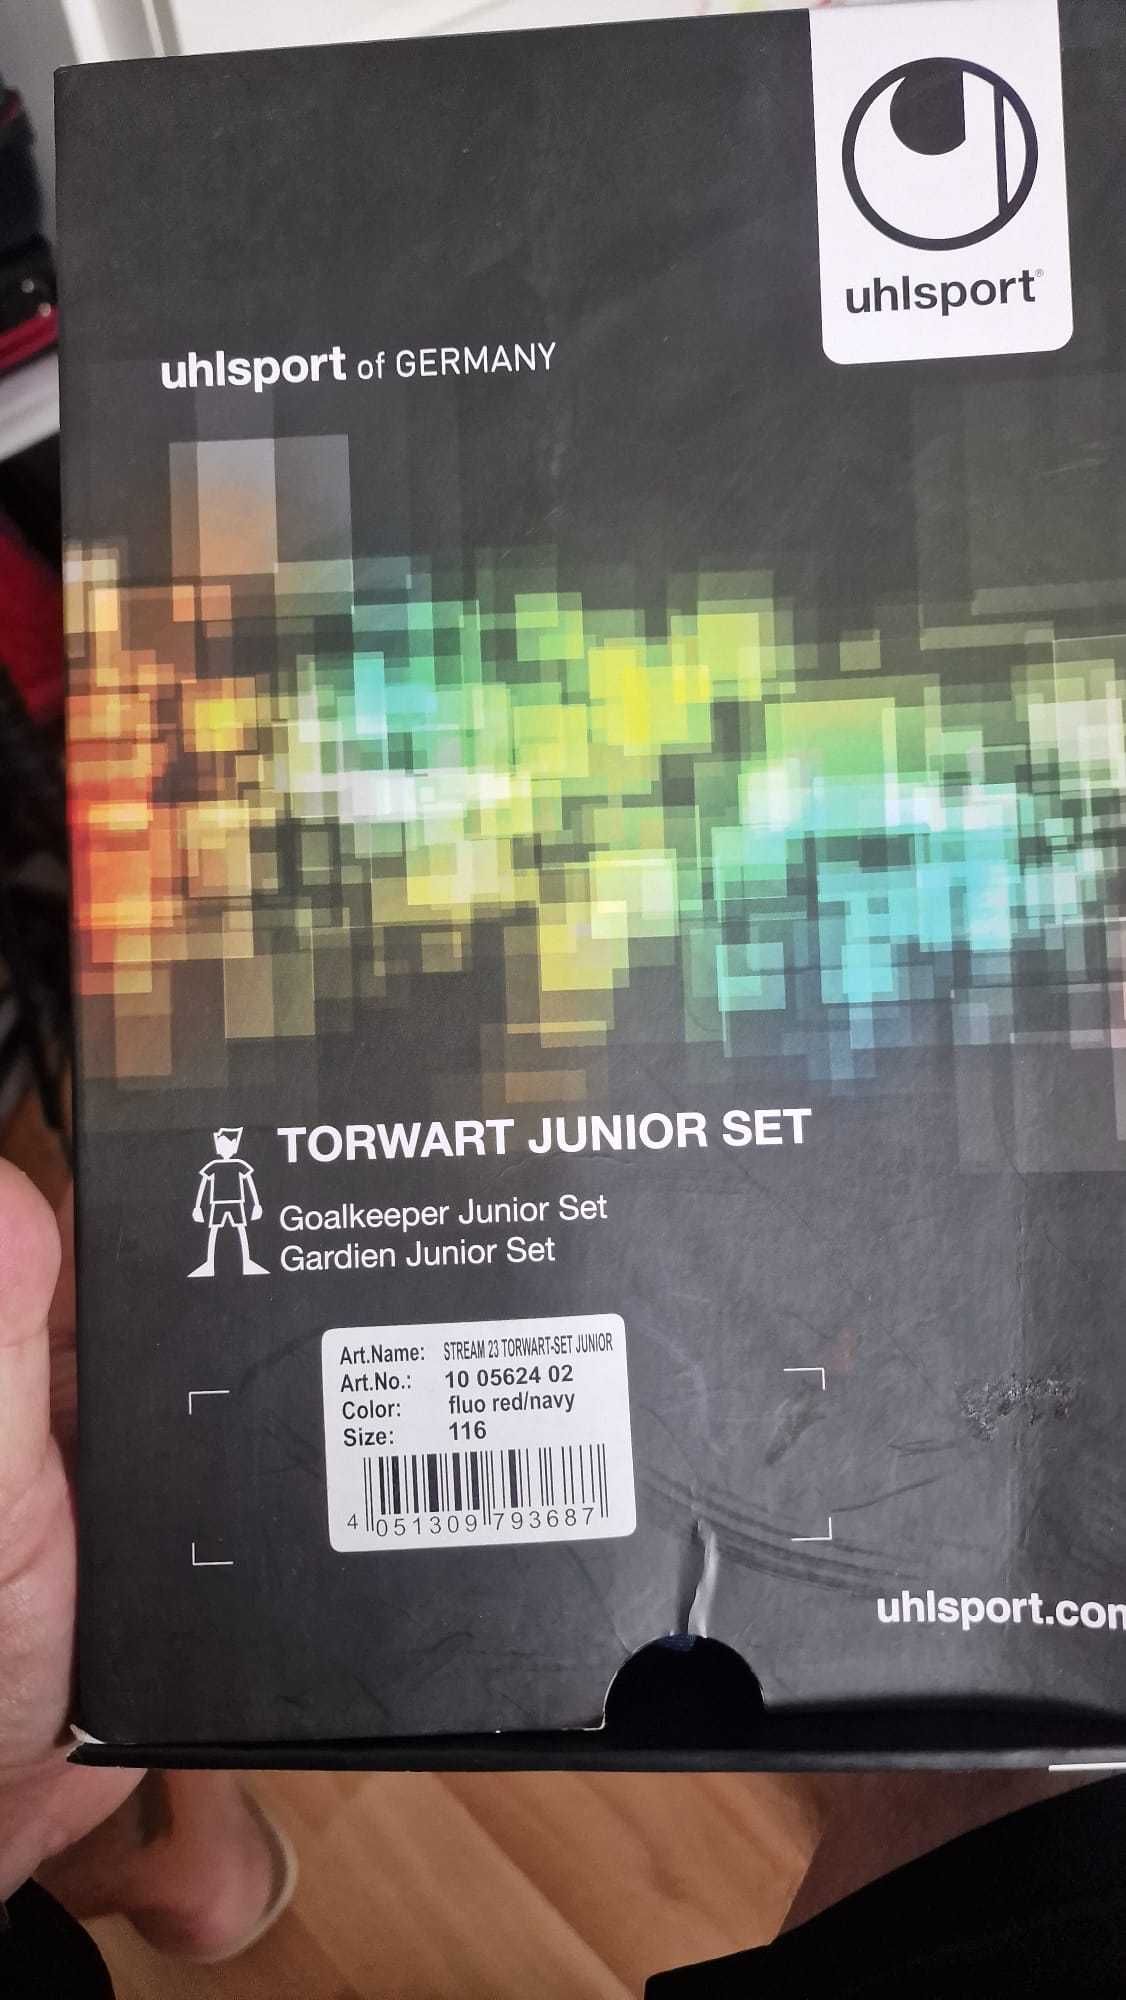 uhlsport®
uhlsport of GERMANY
TORWART JUNIOR SET
Goalkeeper Junior Set
Gardien Junior Set
Art.Name: STREAM 23 TORWART-SET JUNIOR
Art.No.: 10 05624 02
Color: fluo red/navy
Size: 116
4 051309 793687
uhlsport.com